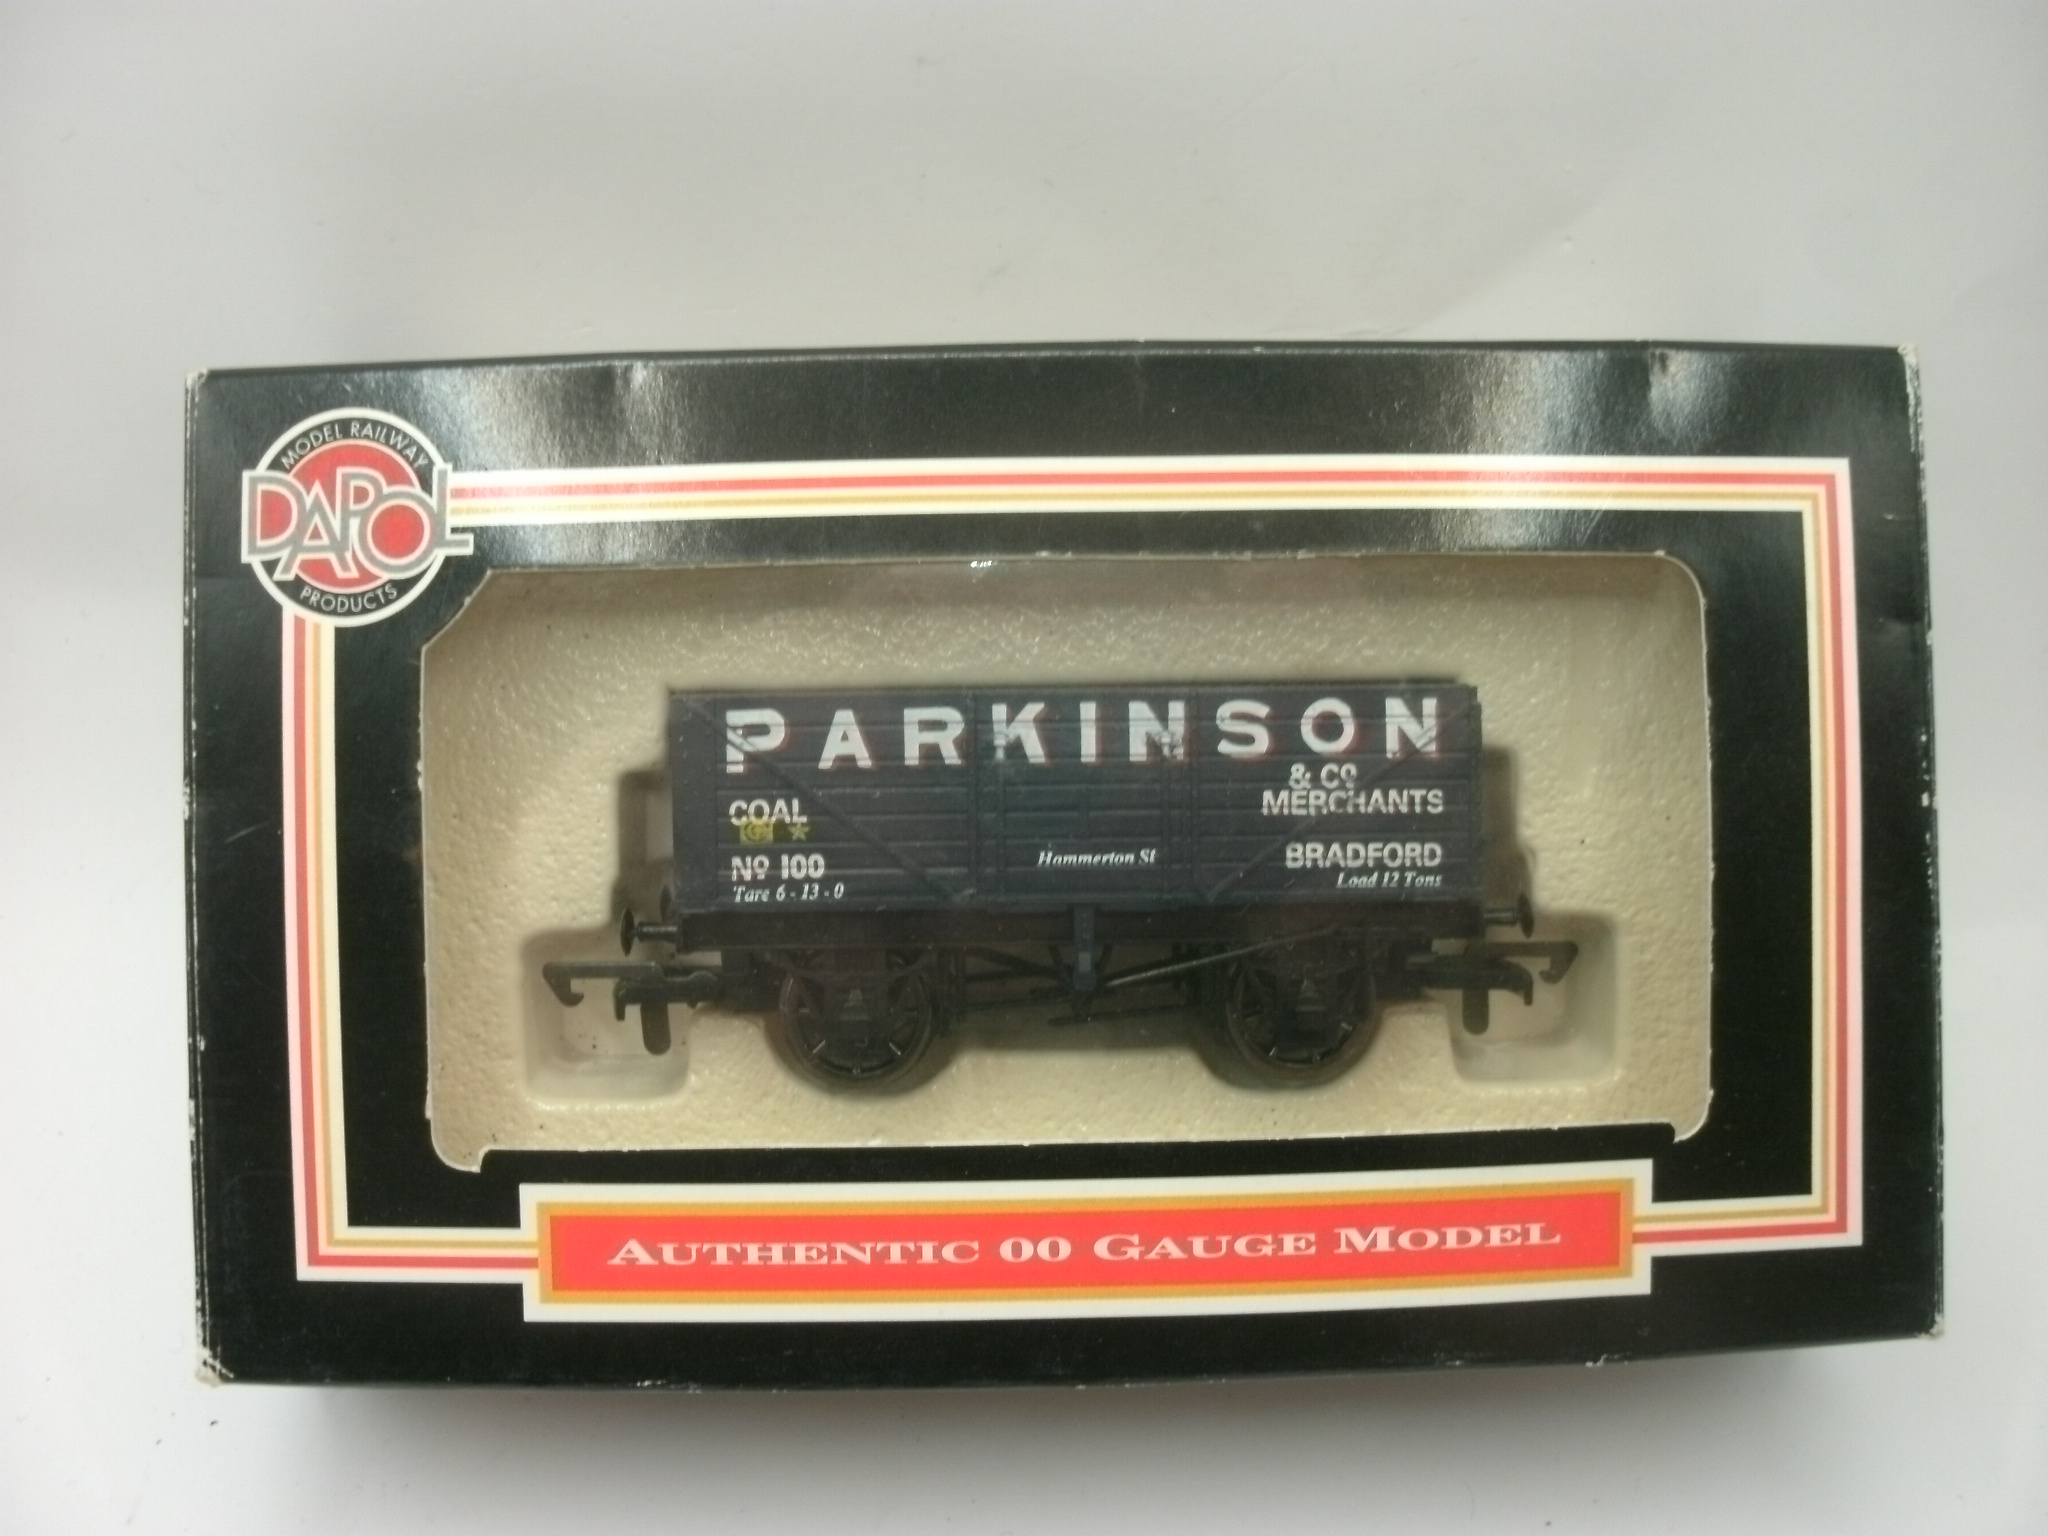 MODEL RAILWAY
DAPOL
PRODUCTS
PARKINSON
& Cº
COAL MERCHANTS
Nº 100 Hammerton St BRADFORD
Tare 6-13-0 Load 12 Tons
AUTHENTIC 00 GAUGE MODEL